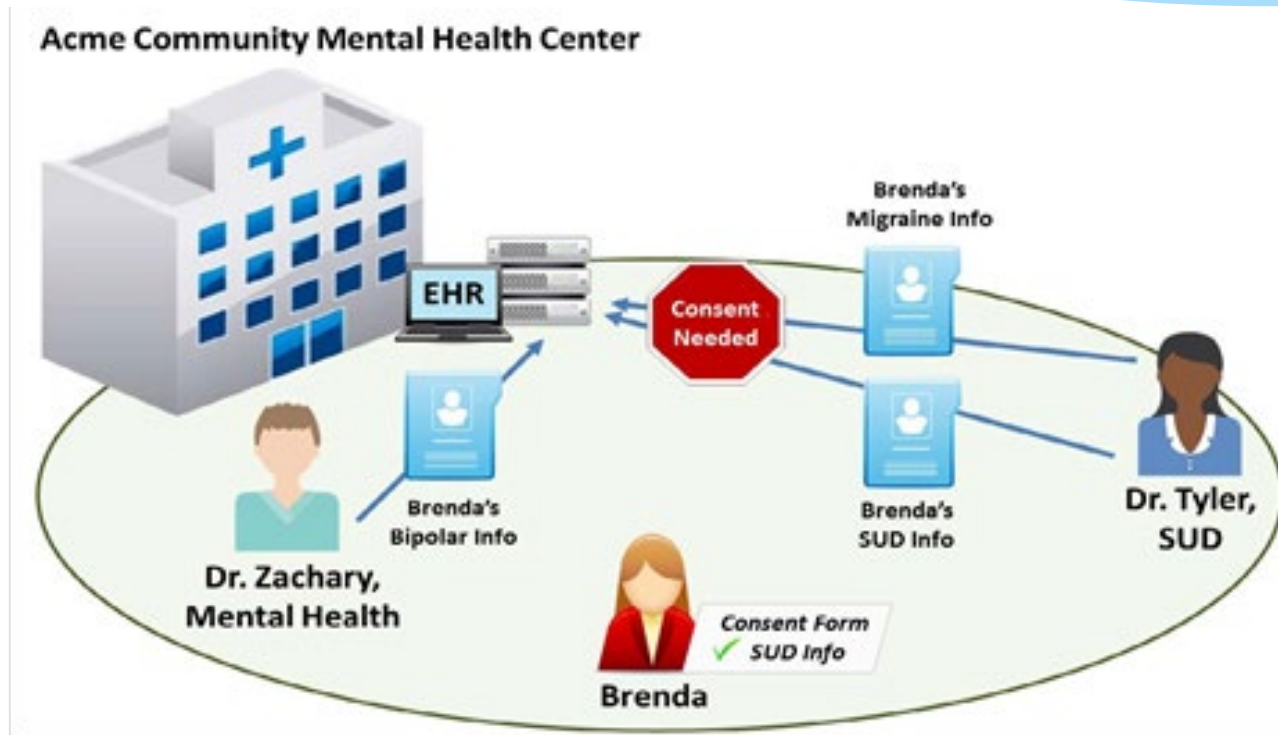 Acme Community Mental Health Center
Brenda's
Migraine Info
EHR
Consent
Needed
Brenda's
Bipolar Info
Brenda's
SUD Info
Dr. Tyler,
SUD
Dr. Zachary,
Mental Health
Consent Form
SUD Info
Brenda